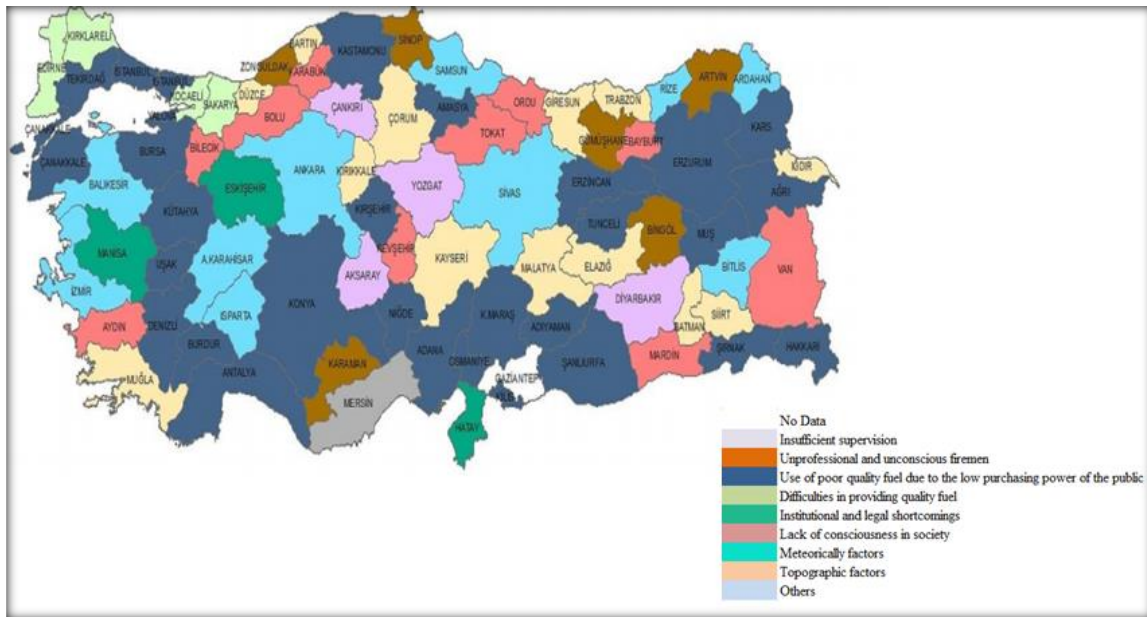 KIRKLARELİ
EDİRNE
TEKİRDAĞ
İSTANBUL
İSTANBUL
KOCAELİ
YALOVA
SAKARYA
DÜZCE
ZONGULDAK
BARTIN
KARABÜK
KASTAMONU
SİNOP
SAMSUN
ORDU
GİRESUN
TRABZON
RİZE
ARTVİN
ARDAHAN
ÇANAKKALE
ÇANAKKALE
BURSA
BİLECİK
BOLU
ÇANKIRI
ÇORUM
AMASYA
TOKAT
GÜMÜŞHANE
BAYBURT
ERZURUM
KARS
IĞDIR
BALIKESİR
KÜTAHYA
ESKİŞEHİR
ANKARA
KIRIKKALE
KIRŞEHİR
YOZGAT
SİVAS
ERZİNCAN
TUNCELİ
BİNGÖL
MUŞ
AĞRI
MANİSA
UŞAK
A.KARAHİSAR
AKSARAY
NEVŞEHİR
KAYSERİ
MALATYA
ELAZIĞ
BİTLİS
VAN
İZMİR
AYDIN
DENİZLİ
ISPARTA
BURDUR
KONYA
NİĞDE
K.MARAŞ
ADIYAMAN
DİYARBAKIR
BATMAN
SİİRT
MUĞLA
ANTALYA
KARAMAN
MERSİN
ADANA
OSMANİYE
GAZİANTEP
KİLİS
HATAY
ŞANLIURFA
MARDİN
ŞIRNAK
HAKKARİ
No Data
Insufficient supervision
Unprofessional and unconscious firemen
Use of poor quality fuel due to the low purchasing power of the public
Difficulties in providing quality fuel
Institutional and legal shortcomings
Lack of consciousness in society
Meteorically factors
Topographic factors
Others